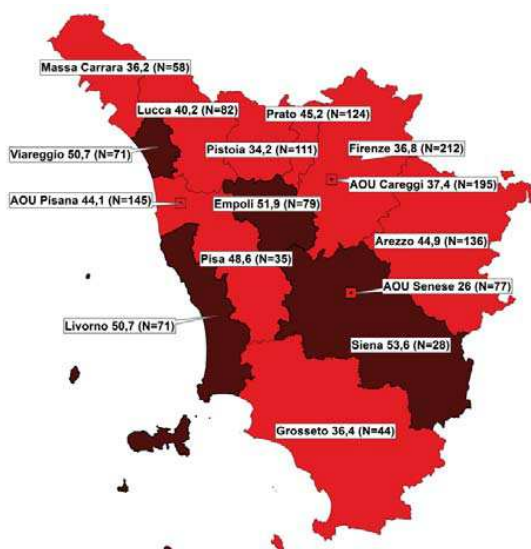 Massa Carrara 36,2 (N=58)
Lucca 40,2 (N=82)
Prato 45,2 (N=124)
Viareggio 50,7 (N=71)
Pistoia 34,2 (N=111)
Firenze 36,8 (N=212)
AOU Careggi 37,4 (N=195)
AOU Pisana 44,1 (N=145)
Empoli 51,9 (N=79)
Arezzo 44,9 (N=136)
Pisa 48,6 (N=35)
AOU Senese 26 (N=77)
Livorno 50,7 (N=71)
Siena 53,6 (N=28)
Grosseto 36,4 (N=44)